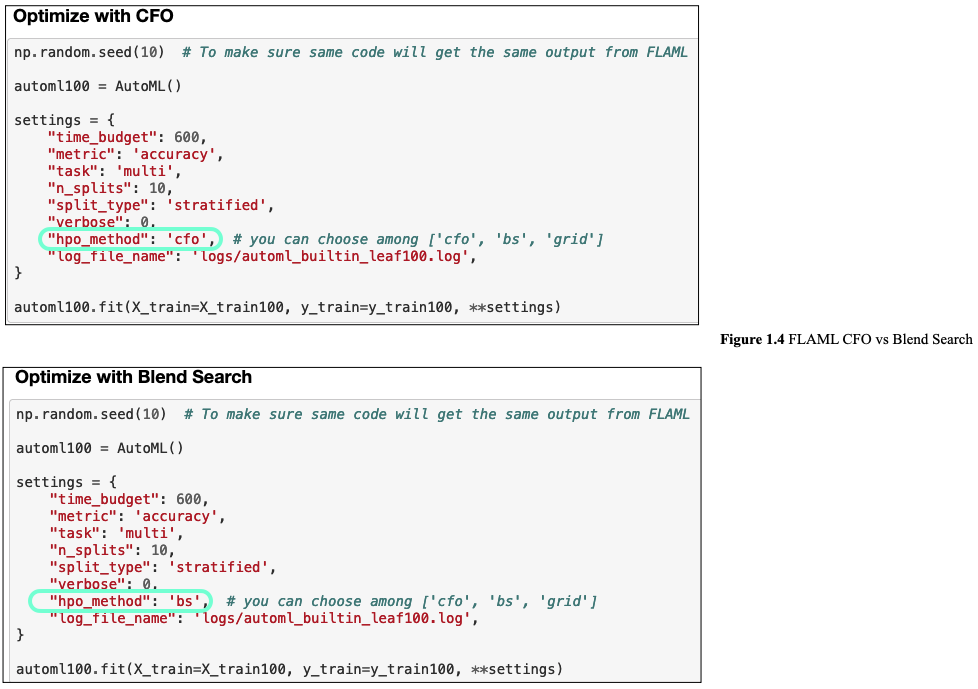 Optimize with CFO
np.random.seed(10)  # To make sure same code will get the same output from FLAML
automl100 = AutoML()
settings = {
    "time_budget": 600,
    "metric": 'accuracy',
    "task": 'multi',
    "n_splits": 10,
    "split_type": 'stratified',
    "verbose": 0,
    "hpo_method": 'cfo',  # you can choose among ['cfo', 'bs', 'grid']
    "log_file_name": 'logs/automl_builtin_leaf100.log',
}
automl100.fit(X_train=X_train100, y_train=y_train100, **settings)
Figure 1.4 FLAML CFO vs Blend Search
Optimize with Blend Search
np.random.seed(10)  # To make sure same code will get the same output from FLAML
automl100 = AutoML()
settings = {
    "time_budget": 600,
    "metric": 'accuracy',
    "task": 'multi',
    "n_splits": 10,
    "split_type": 'stratified',
    "verbose": 0,
    "hpo_method": 'bs',  # you can choose among ['cfo', 'bs', 'grid']
    "log_file_name": 'logs/automl_builtin_leaf100.log',
}
automl100.fit(X_train=X_train100, y_train=y_train100, **settings)